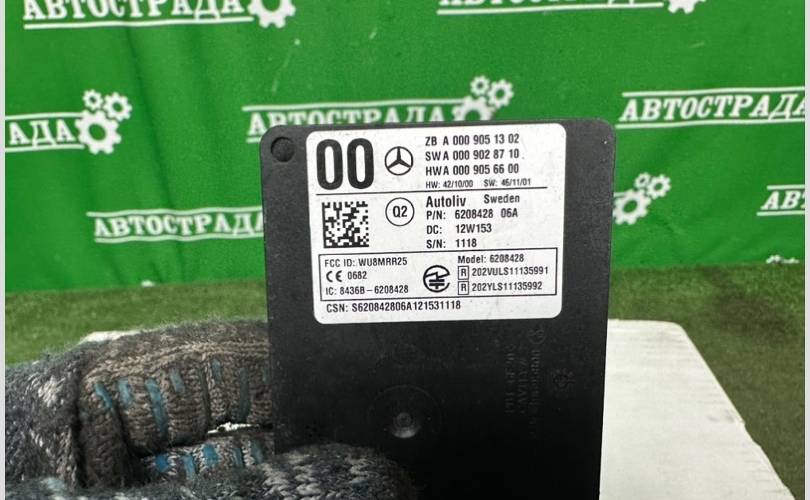 АВТОСТРАДА
АВТОСТРАДА
АДА
АВТОСТРАДА
АВТОСТРАДА
АВТОСТРАДА
АВ
00
ZB A 000 905 13 02
SWA 000 902 87 10
HWA 000 905 66 00
HW: 42/10/00 SW: 45/11/01
Q2
Autoliv Sweden
P/N: 6208428 06A
DC: 12W153
S/N: 1118
FCC ID: WU8MRR25
CE 0682
IC: 8436B-6208428
Model: 6208428
R 202VULS11135991
R 202YLS11135992
CSN: S620842806A121531118